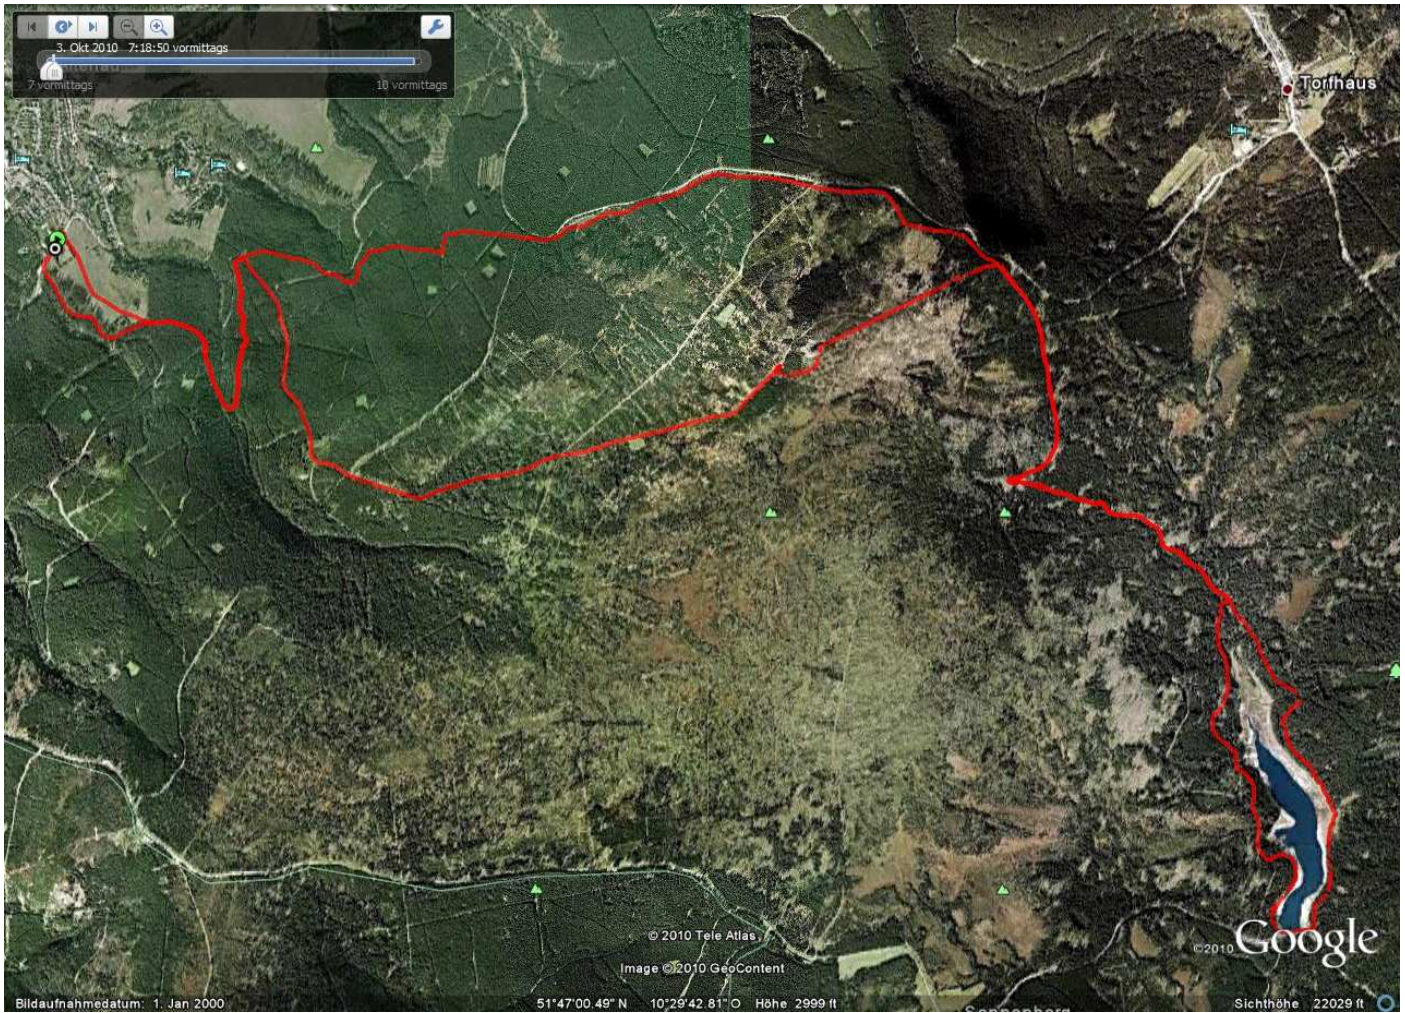 3. Okt 2010 7:18:50 vormittags
7 vormittags 10 vormittags
Torfhaus
© 2010 Tele Atlas
Image © 2010 GeoContent
©2010 Google
Bildaufnahmedatum: 1. Jan 2000 51°47'00.49" N 10°29'42.81" O Höhe 2999 ft Sichthöhe 22029 ft